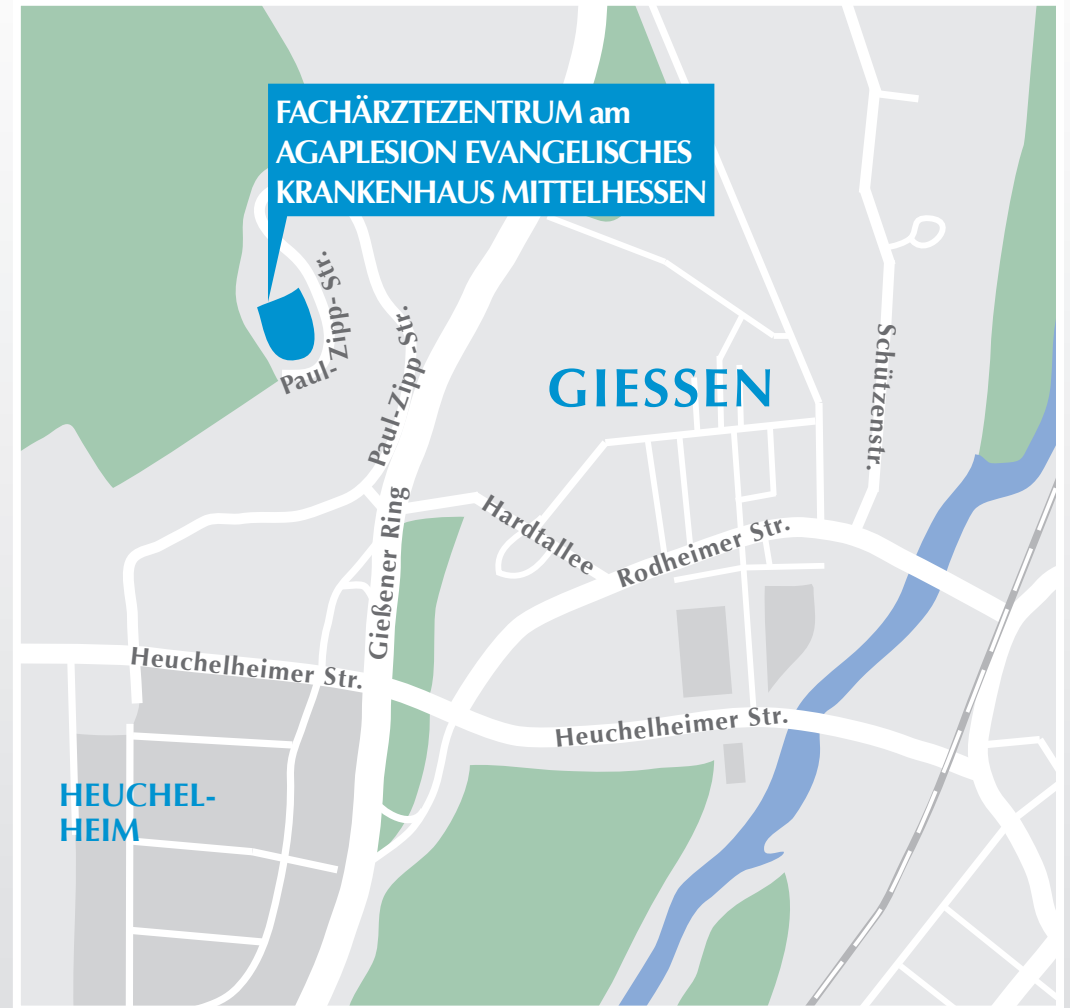 FACHÄRZTEZENTRUM am
AGAPLESION EVANGELISCHES
KRANKENHAUS MITTELHESSEN
Paul-Zipp-Str.
Paul-Zipp-Str.
GIESSEN
Schützenstr.
Gießener Ring
Hardtallee
Rodheimer Str.
Heuchelheimer Str.
Heuchelheimer Str.
HEUCHEL-
HEIM